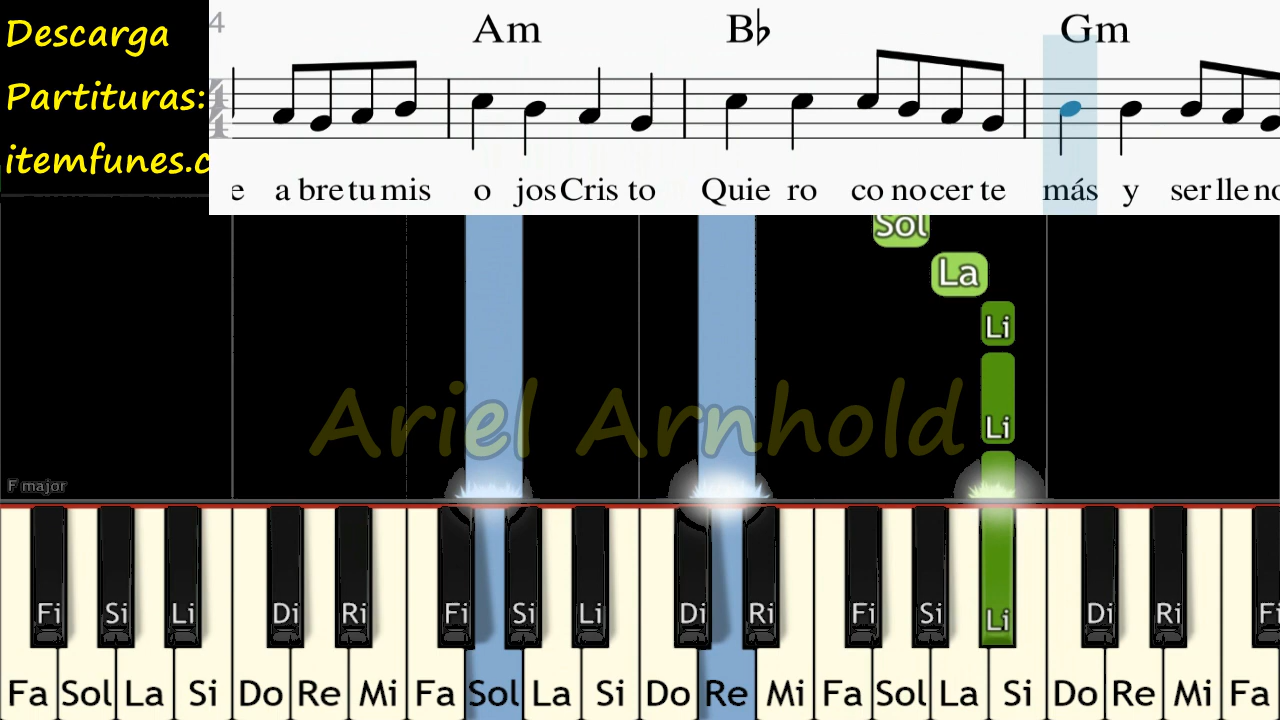 Descarga
Partituras:
itemfunes.c
4
Am B♭ Gm
4
4
e a bre tu mis o jos Cris to Quie ro co no cer te más y ser lle no
Sol
La
Li
Li
Ariel Arnhold
F major
Fi Si Li Di Ri Fi Si Li Di Ri Fi Si Li Di Ri Fi
Fa Sol La Si Do Re Mi Fa Sol La Si Do Re Mi Fa Sol La Si Do Re Mi Fa